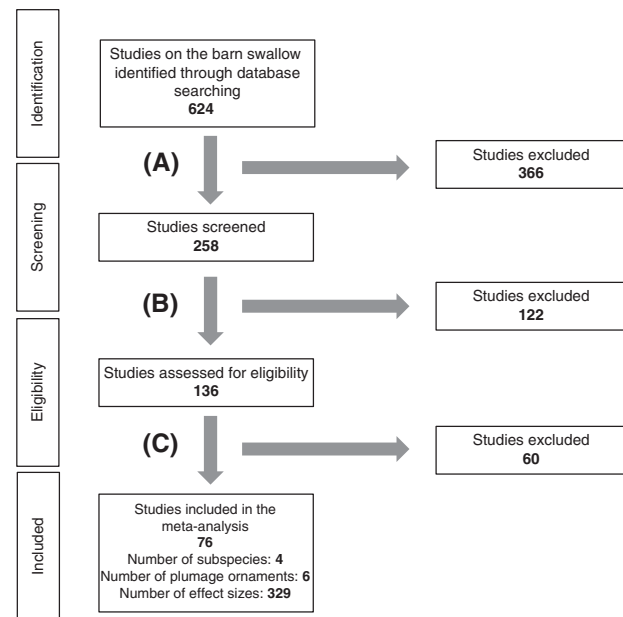 Identification
Studies on the barn swallow
identified through database
searching
624
(A)
Studies excluded
366
Screening
Studies screened
258
(B)
Studies excluded
122
Eligibility
Studies assessed for eligibility
136
(C)
Studies excluded
60
Included
Studies included in the
meta-analysis
76
Number of subspecies: 4
Number of plumage ornaments: 6
Number of effect sizes: 329